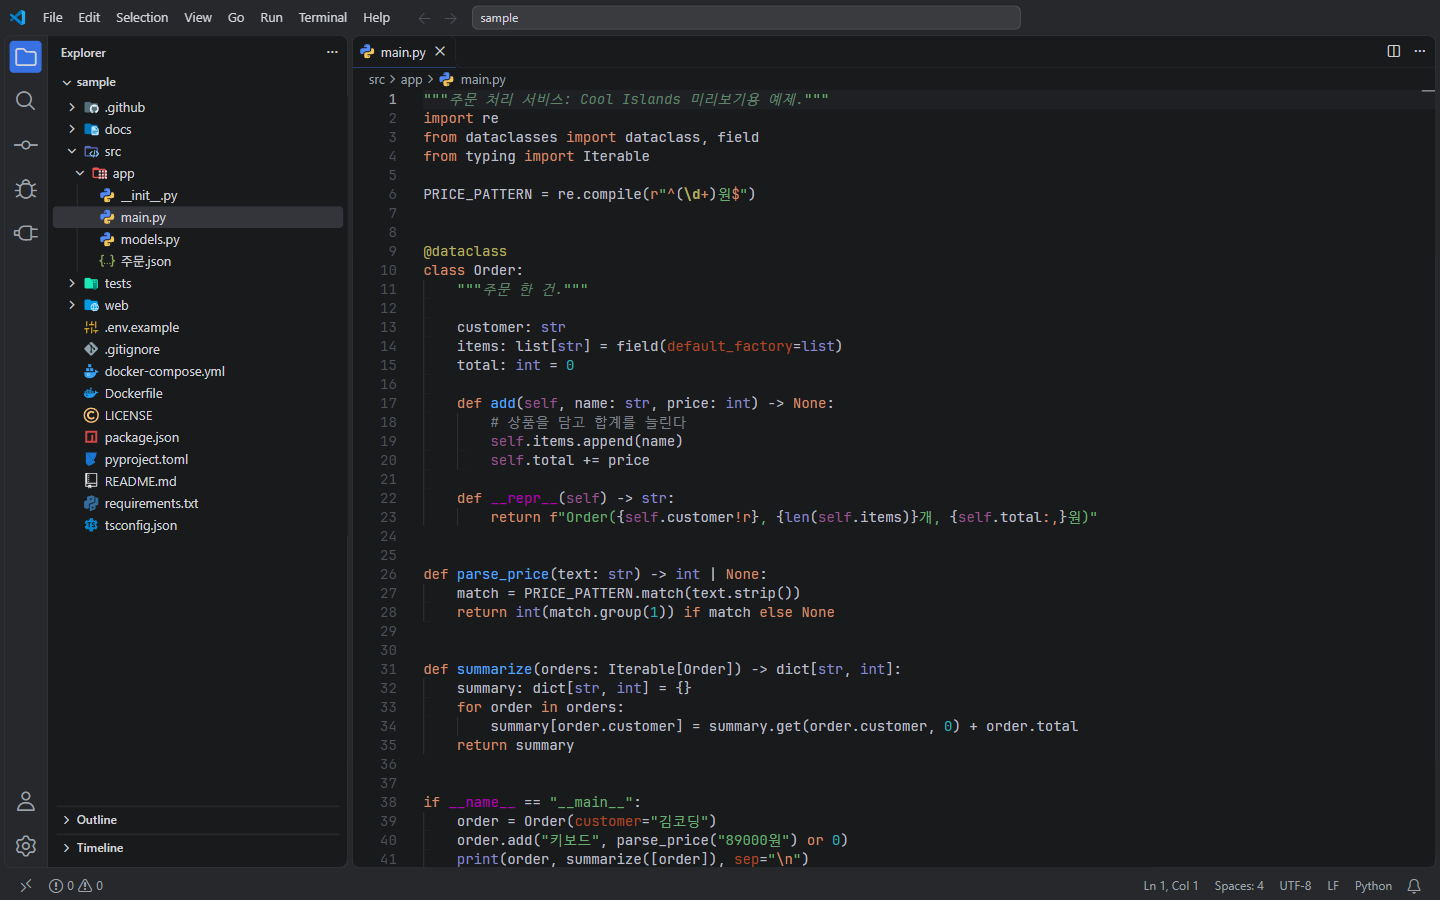 File Edit Selection View Go Run Terminal Help
sample
Explorer
sample
.github
docs
src
app
__init__.py
main.py
models.py
주문.json
tests
web
.env.example
.gitignore
docker-compose.yml
Dockerfile
LICENSE
package.json
pyproject.toml
README.md
requirements.txt
tsconfig.json
Outline
Timeline
main.py
src > app > main.py
1 """주문 처리 서비스: Cool Islands 미리보기용 예제."""
2 import re
3 from dataclasses import dataclass, field
4 from typing import Iterable
5
6 PRICE_PATTERN = re.compile(r"^(\d+)원$")
7
8
9 @dataclass
10 class Order:
11     """주문 한 건."""
12
13     customer: str
14     items: list[str] = field(default_factory=list)
15     total: int = 0
16
17     def add(self, name: str, price: int) -> None:
18         # 상품을 담고 합계를 늘린다
19         self.items.append(name)
20         self.total += price
21
22     def __repr__(self) -> str:
23         return f"Order({self.customer!r}, {len(self.items)}개, {self.total:,}원)"
24
25
26 def parse_price(text: str) -> int | None:
27     match = PRICE_PATTERN.match(text.strip())
28     return int(match.group(1)) if match else None
29
30
31 def summarize(orders: Iterable[Order]) -> dict[str, int]:
32     summary: dict[str, int] = {}
33     for order in orders:
34         summary[order.customer] = summary.get(order.customer, 0) + order.total
35     return summary
36
37
38 if __name__ == "__main__":
39     order = Order(customer="김코딩")
40     order.add("키보드", parse_price("89000원") or 0)
41     print(order, summarize([order]), sep="\n")
0 0
Ln 1, Col 1 Spaces: 4 UTF-8 LF Python